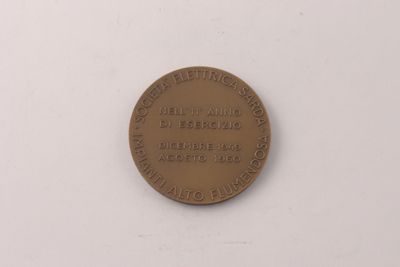 SOCIETÀ ELETTRICA SARDA
IMPIANTI ALTO FLUMENDOSA
NELL'11° ANNO
DI ESERCIZIO
DICEMBRE·1949
AGOSTO 1960